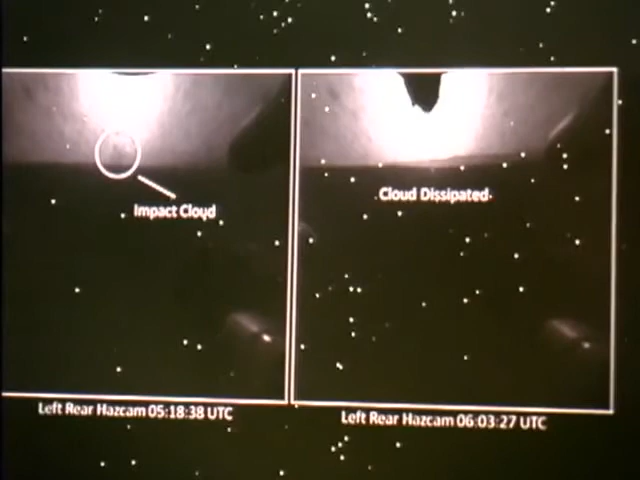 Impact Cloud
Cloud Dissipated
Left Rear Hazcam 05:18:38 UTC
Left Rear Hazcam 06:03:27 UTC